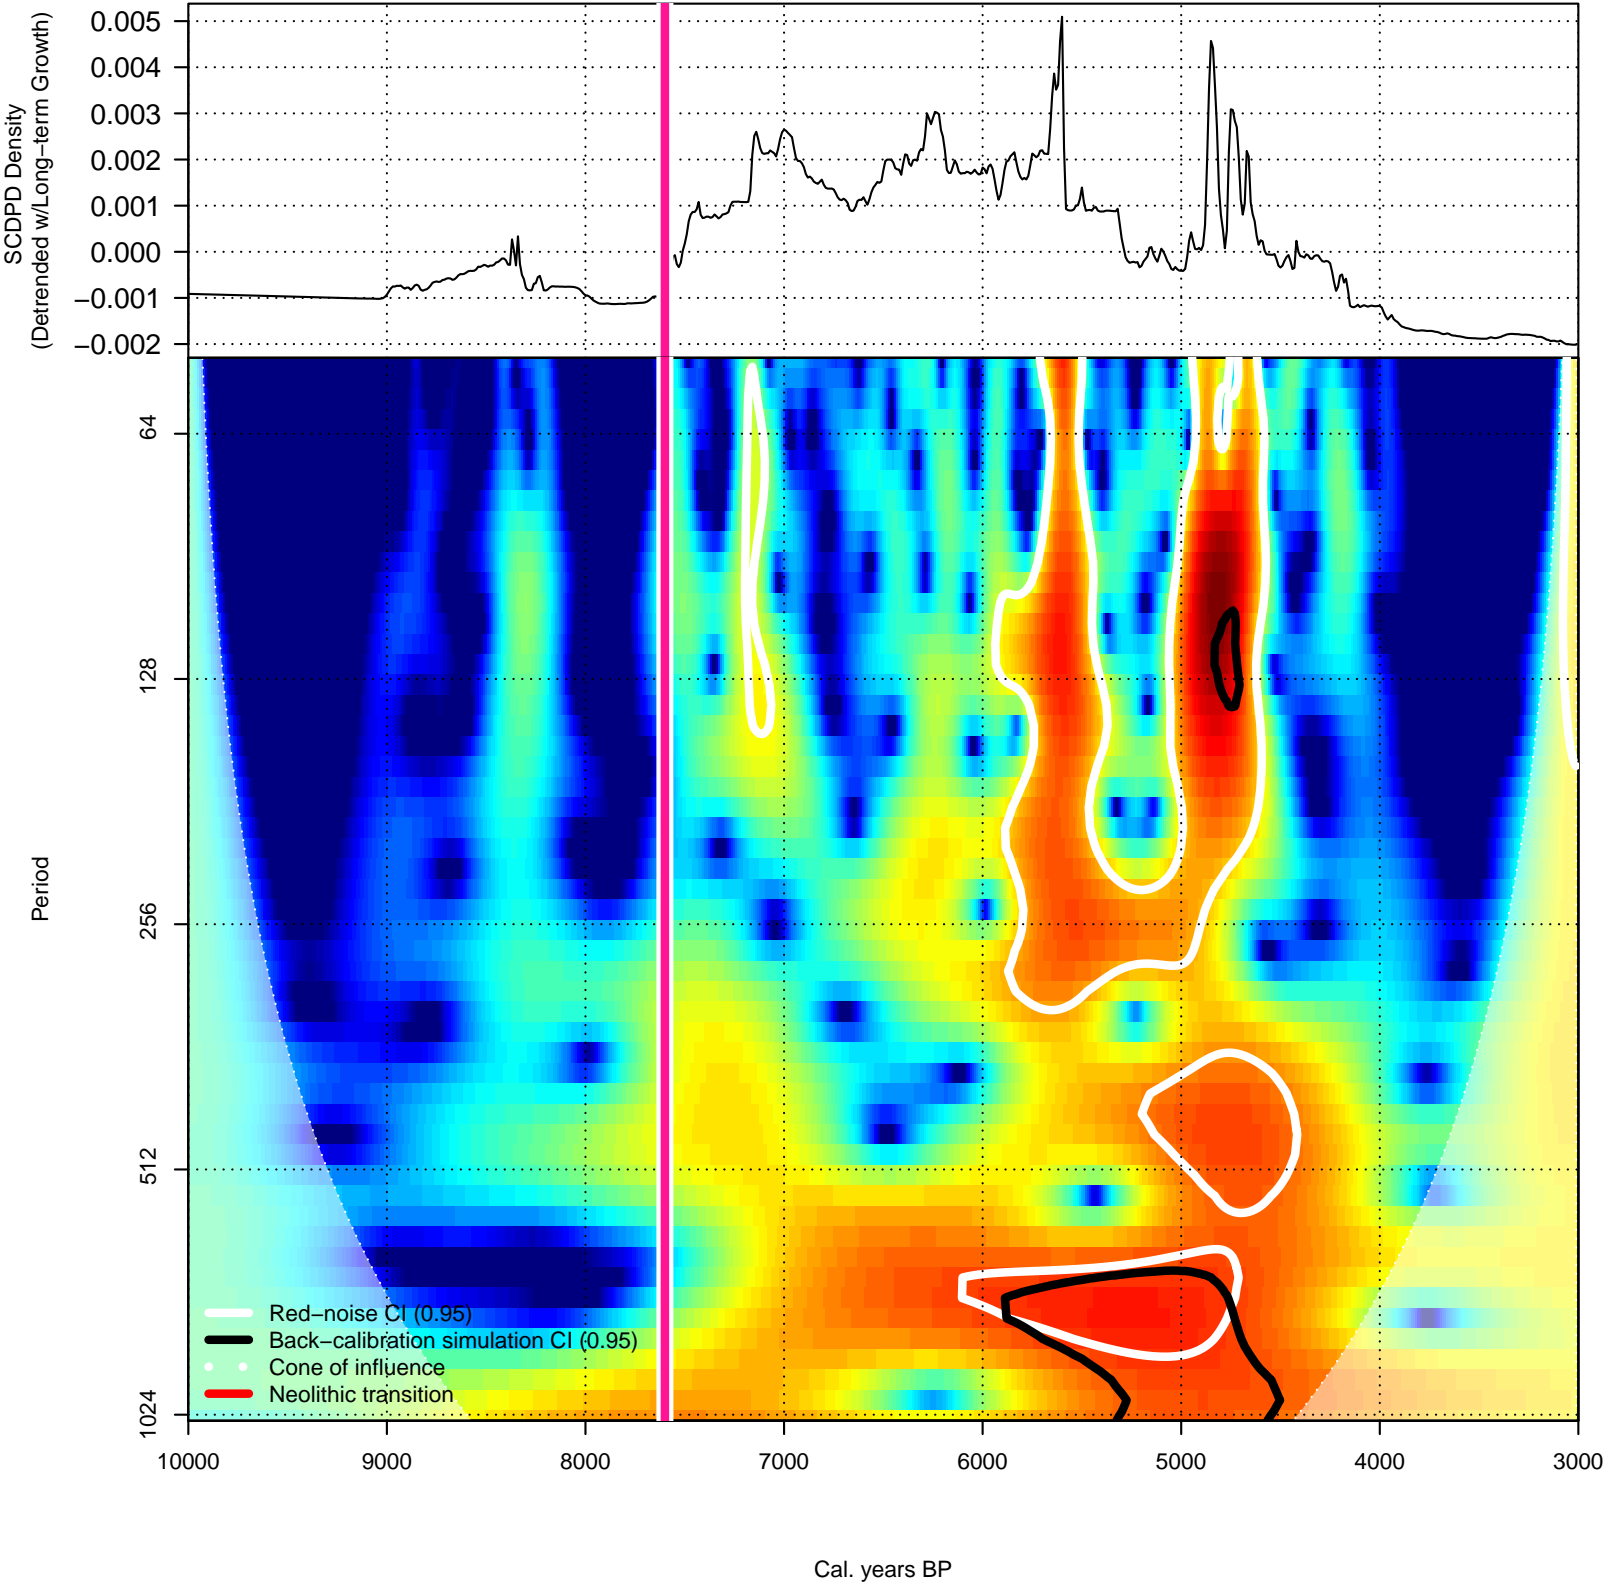 SCDPD Density
(Detrended w/Long−term Growth)
0.005
0.004
0.003
0.002
0.001
0.000
−0.001
−0.002
Period
64
128
256
512
1024
Red−noise CI (0.95)
Back−calibration simulation CI (0.95)
Cone of influence
Neolithic transition
10000 9000 8000 7000 6000 5000 4000 3000
Cal. years BP